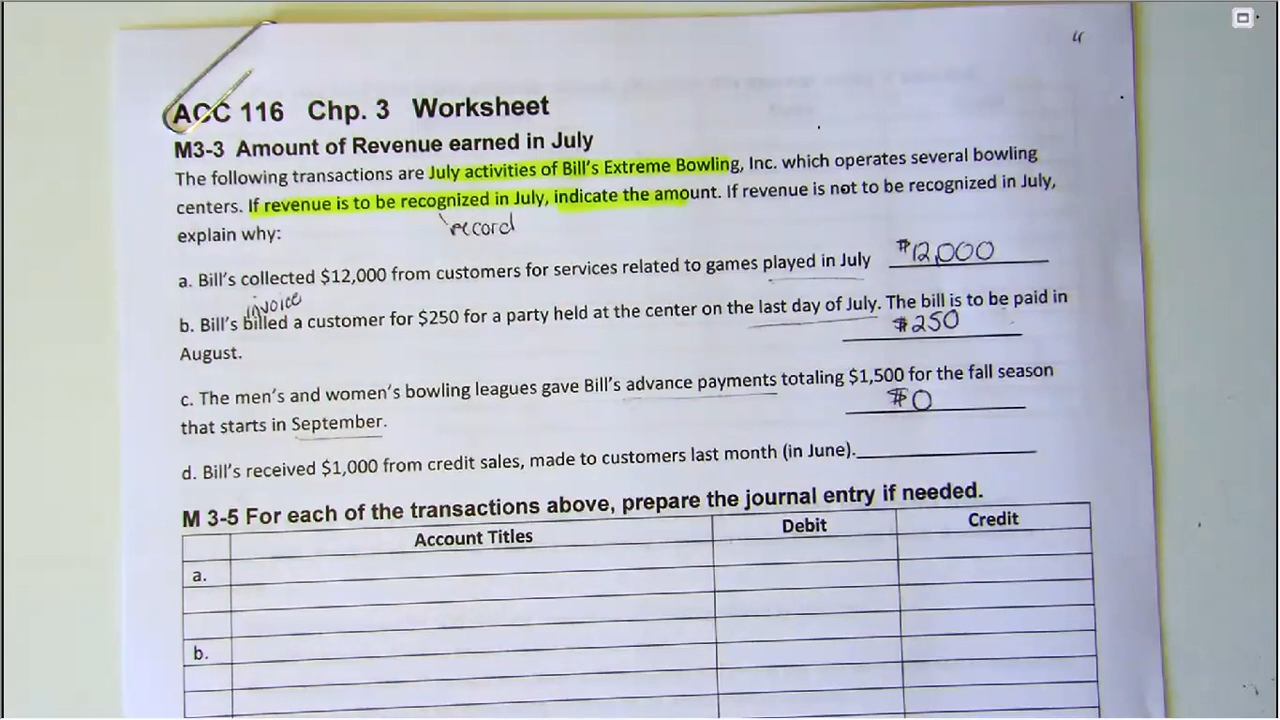 ACC 116 Chp. 3 Worksheet
M3-3 Amount of Revenue earned in July
The following transactions are July activities of Bill's Extreme Bowling, Inc. which operates several bowling
centers. If revenue is to be recognized in July, indicate the amount. If revenue is not to be recognized in July,
record
explain why:
a. Bill's collected $12,000 from customers for services related to games played in July $12,000
invoice
b. Bill's billed a customer for $250 for a party held at the center on the last day of July. The bill is to be paid in
August. $250
c. The men's and women's bowling leagues gave Bill's advance payments totaling $1,500 for the fall season
that starts in September. $0
d. Bill's received $1,000 from credit sales, made to customers last month (in June).
M 3-5 For each of the transactions above, prepare the journal entry if needed.
Account Titles Debit Credit
a.
b.